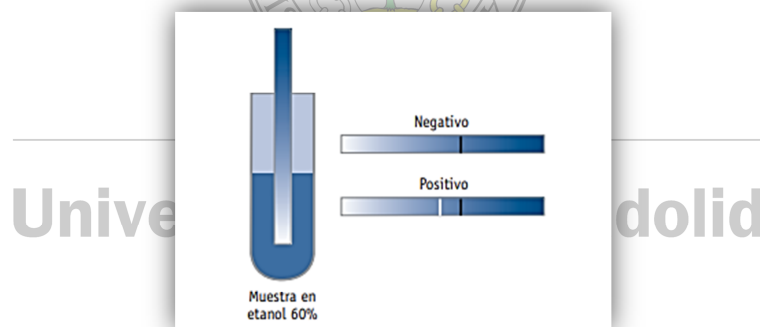 Negativo
Positivo
Unive
dolid
Muestra en
etanol 60%